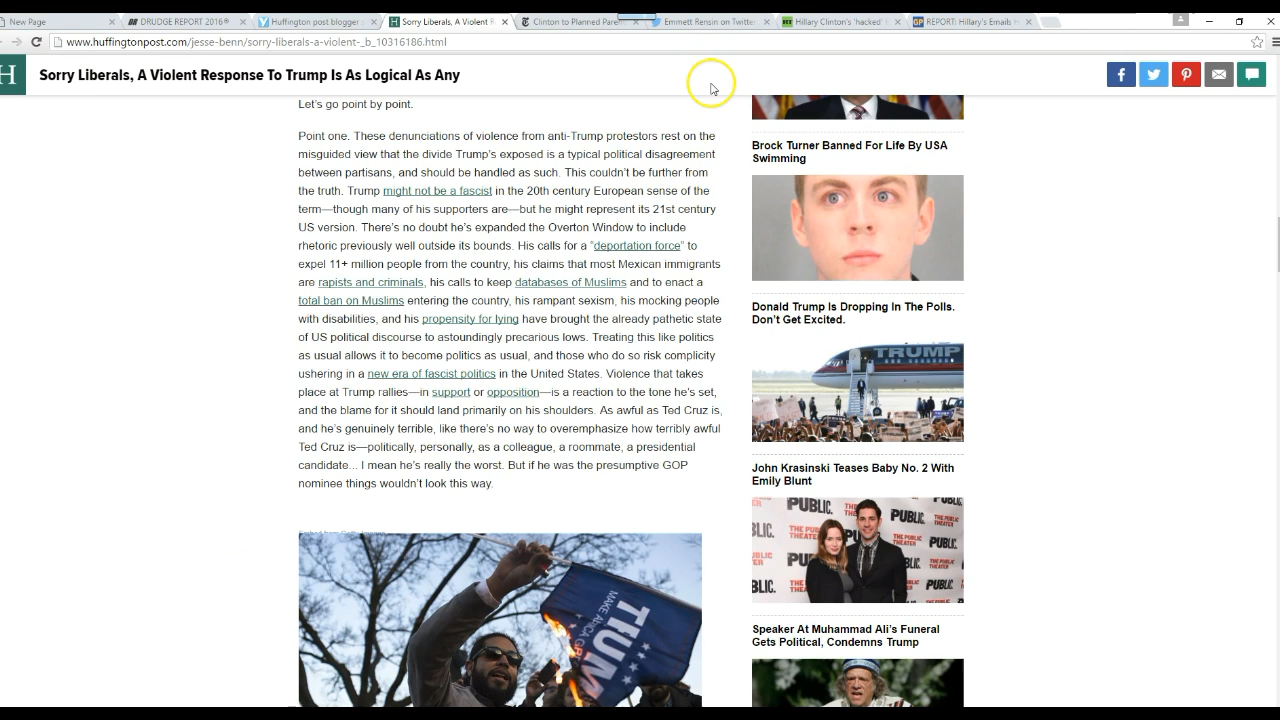 New Page
DRUDGE REPORT 2016®
Huffington post blogger
Sorry Liberals, A Violent R
Clinton to Planned Paren
Emmett Rensin on Twitter
Hillary Clinton's 'hacked' E
REPORT: Hillary's Emails H
www.huffingtonpost.com/jesse-benn/sorry-liberals-a-violent-_b_10316186.html
Sorry Liberals, A Violent Response To Trump Is As Logical As Any
Let's go point by point.
Point one. These denunciations of violence from anti-Trump protestors rest on the
misguided view that the divide Trump's exposed is a typical political disagreement
between partisans, and should be handled as such. This couldn't be further from
the truth. Trump might not be a fascist in the 20th century European sense of the
term—though many of his supporters are—but he might represent its 21st century
US version. There's no doubt he's expanded the Overton Window to include
rhetoric previously well outside its bounds. His calls for a “deportation force” to
expel 11+ million people from the country, his claims that most Mexican immigrants
are rapists and criminals, his calls to keep databases of Muslims and to enact a
total ban on Muslims entering the country, his rampant sexism, his mocking people
with disabilities, and his propensity for lying have brought the already pathetic state
of US political discourse to astoundingly precarious lows. Treating this like politics
as usual allows it to become politics as usual, and those who do so risk complicity
ushering in a new era of fascist politics in the United States. Violence that takes
place at Trump rallies—in support or opposition—is a reaction to the tone he's set,
and the blame for it should land primarily on his shoulders. As awful as Ted Cruz is,
and he's genuinely terrible, like there's no way to overemphasize how terribly awful
Ted Cruz is—politically, personally, as a colleague, a roommate, a presidential
candidate... I mean he's really the worst. But if he was the presumptive GOP
nominee things wouldn't look this way.
TRUMP
MAKE AMERICA
Brock Turner Banned For Life By USA
Swimming
Donald Trump Is Dropping In The Polls.
Don't Get Excited.
TRUMP
John Krasinski Teases Baby No. 2 With
Emily Blunt
PUBLIC.
THE PUBLIC THEATER
Speaker At Muhammad Ali's Funeral
Gets Political, Condemns Trump